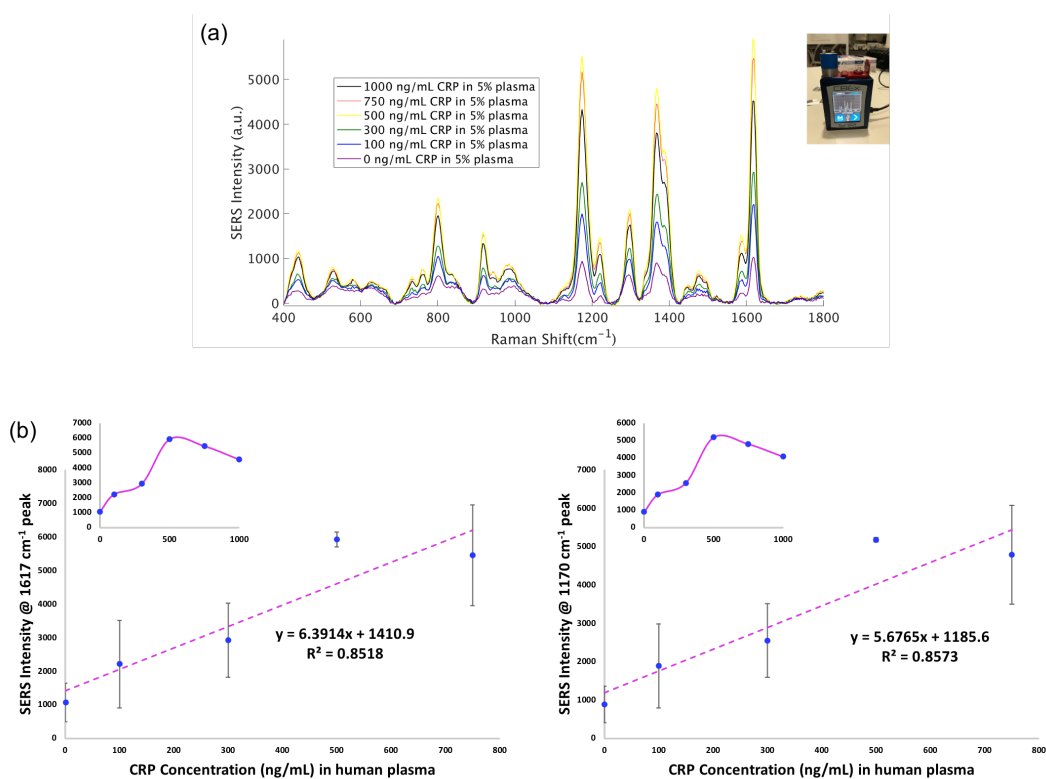 (a)
SERS Intensity (a.u.)
5000
4000
3000
2000
1000
0
1000 ng/mL CRP in 5% plasma
750 ng/mL CRP in 5% plasma
500 ng/mL CRP in 5% plasma
300 ng/mL CRP in 5% plasma
100 ng/mL CRP in 5% plasma
0 ng/mL CRP in 5% plasma
400 600 800 1000 1200 1400 1600 1800
Raman Shift(cm⁻¹)
(b)
7000
6000
5000
4000
3000
2000
1000
0
0 500 1000
SERS Intensity @ 1617 cm⁻¹ peak
8000
7000
6000
5000
4000
3000
2000
1000
0
y = 6.3914x + 1410.9
R² = 0.8518
0 100 200 300 400 500 600 700 800
CRP Concentration (ng/mL) in human plasma
6000
5000
4000
3000
2000
1000
0
0 500 1000
SERS Intensity @ 1170 cm⁻¹ peak
7000
6000
5000
4000
3000
2000
1000
0
y = 5.6765x + 1185.6
R² = 0.8573
0 100 200 300 400 500 600 700 800
CRP Concentration (ng/mL) in human plasma